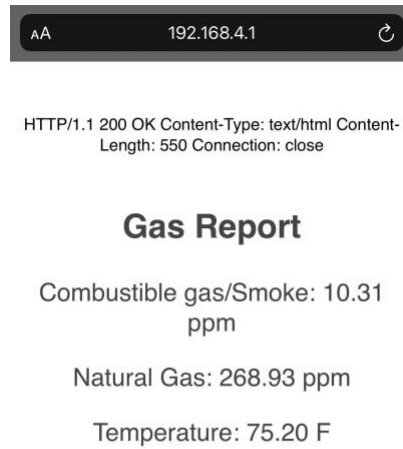 AA 192.168.4.1
HTTP/1.1 200 OK Content-Type: text/html Content-
Length: 550 Connection: close
Gas Report
Combustible gas/Smoke: 10.31
ppm
Natural Gas: 268.93 ppm
Temperature: 75.20 F